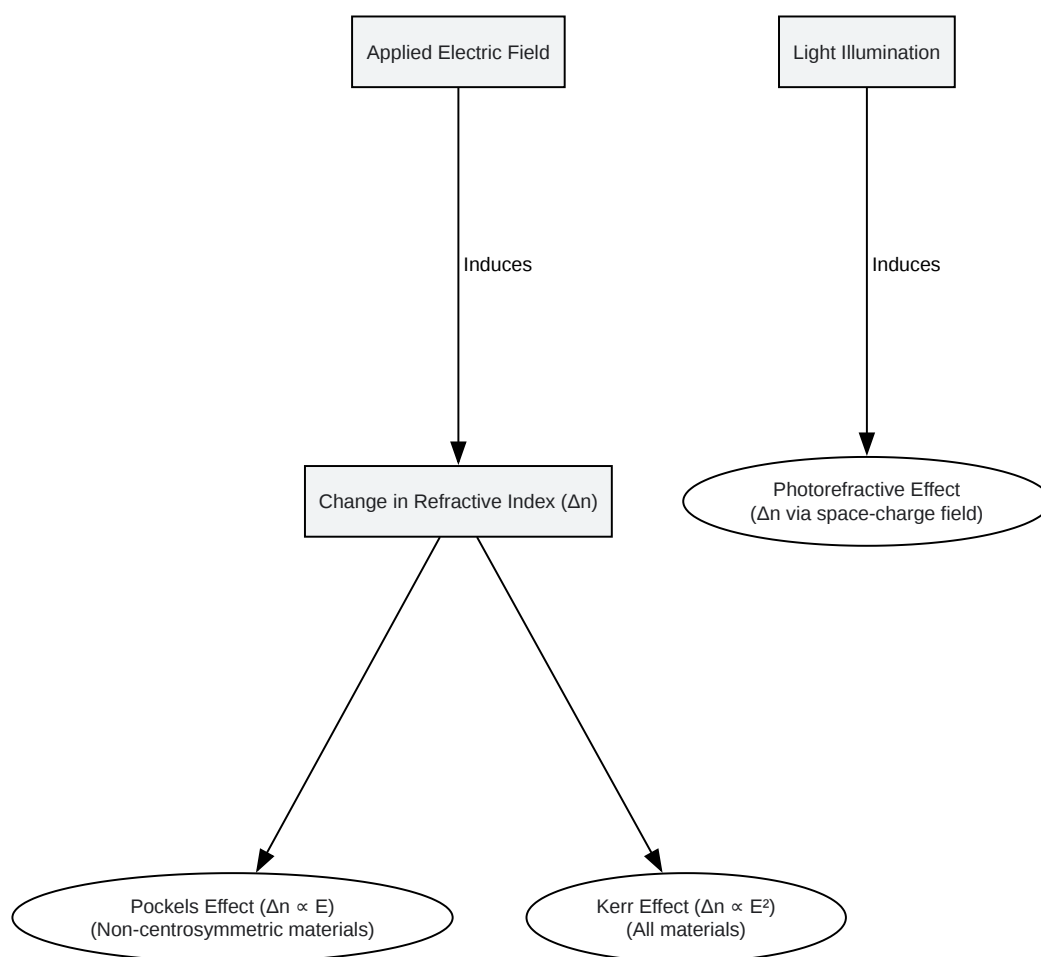 Applied Electric Field
Light Illumination
Induces
Induces
Change in Refractive Index (Δn)
Photorefractive Effect
(Δn via space-charge field)
Pockels Effect (Δn ∝ E)
(Non-centrosymmetric materials)
Kerr Effect (Δn ∝ E²)
(All materials)